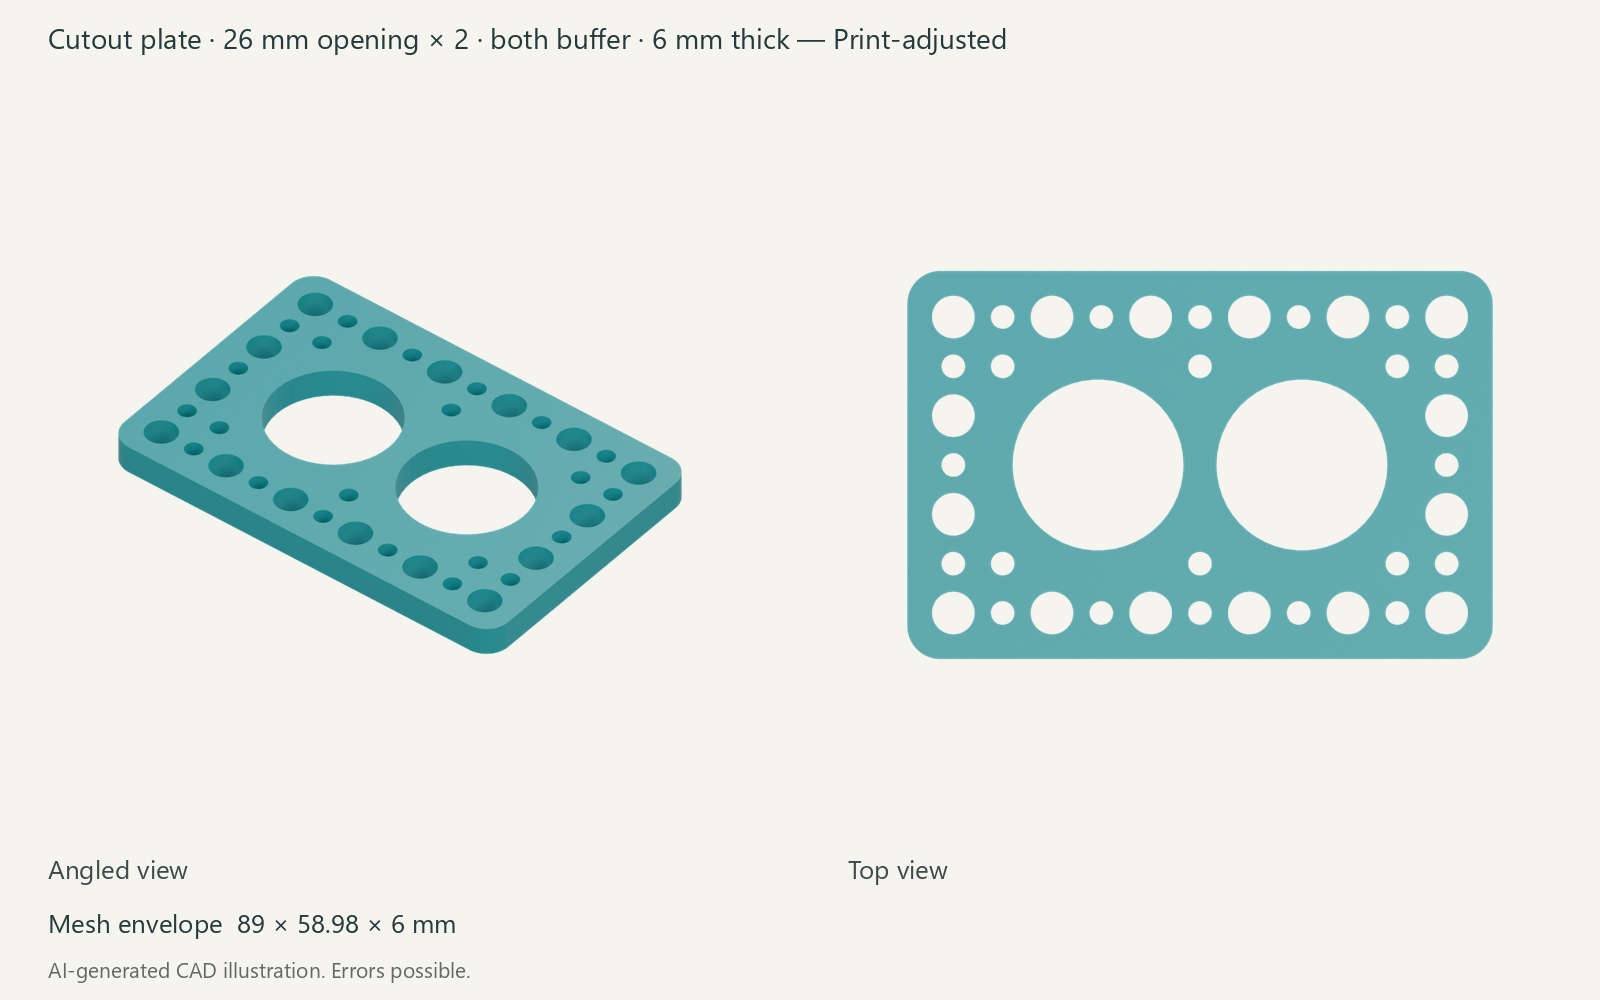 Cutout plate · 26 mm opening × 2 · both buffer · 6 mm thick — Print-adjusted
Angled view
Top view
Mesh envelope  89 × 58.98 × 6 mm
AI-generated CAD illustration. Errors possible.